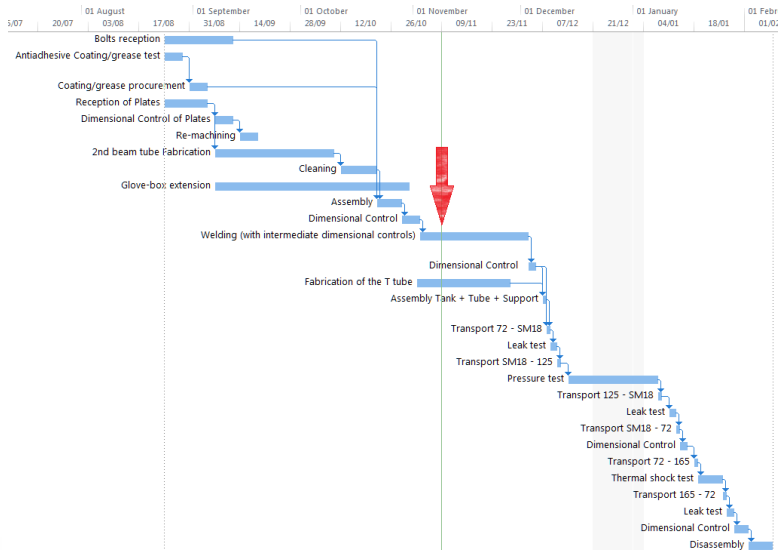 01 August 01 September 01 October 01 November 01 December 01 January 01 Febr
6/07 20/07 03/08 17/08 31/08 14/09 28/09 12/10 26/10 09/11 23/11 07/12 21/12 04/01 18/01 01/02
Bolts reception
Antiadhesive Coating/grease test
Coating/grease procurement
Reception of Plates
Dimensional Control of Plates
Re-machining
2nd beam tube Fabrication
Cleaning
Glove-box extension
Assembly
Dimensional Control
Welding (with intermediate dimensional controls)
Dimensional Control
Fabrication of the T tube
Assembly Tank + Tube + Support
Transport 72 - SM18
Leak test
Transport SM18 - 125
Pressure test
Transport 125 - SM18
Leak test
Transport SM18 - 72
Dimensional Control
Transport 72 - 165
Thermal shock test
Transport 165 - 72
Leak test
Dimensional Control
Disassembly